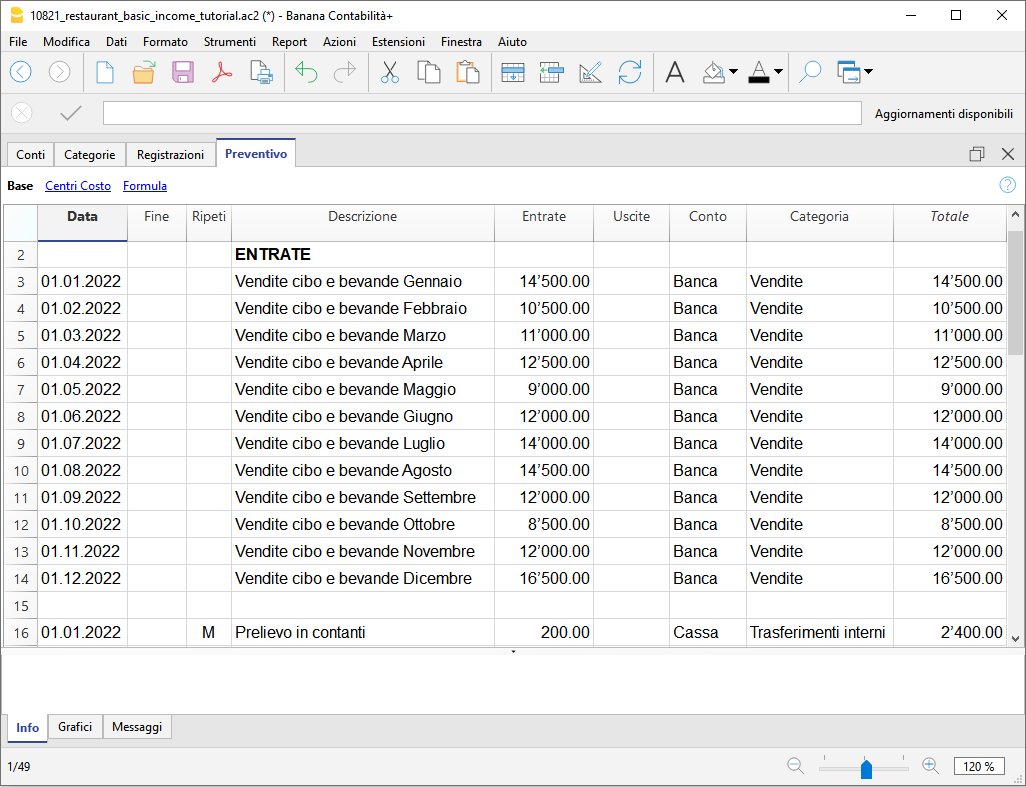 10821_restaurant_basic_income_tutorial.ac2 (*) - Banana Contabilità+
File Modifica Dati Formato Strumenti Report Azioni Estensioni Finestra Aiuto
Aggiornamenti disponibili
Conti Categorie Registrazioni Preventivo
Base Centri Costo Formula
Data Fine Ripeti Descrizione Entrate Uscite Conto Categoria Totale
2 ENTRATE
3 01.01.2022 Vendite cibo e bevande Gennaio 14’500.00 Banca Vendite 14’500.00
4 01.02.2022 Vendite cibo e bevande Febbraio 10’500.00 Banca Vendite 10’500.00
5 01.03.2022 Vendite cibo e bevande Marzo 11’000.00 Banca Vendite 11’000.00
6 01.04.2022 Vendite cibo e bevande Aprile 12’500.00 Banca Vendite 12’500.00
7 01.05.2022 Vendite cibo e bevande Maggio 9’000.00 Banca Vendite 9’000.00
8 01.06.2022 Vendite cibo e bevande Giugno 12’000.00 Banca Vendite 12’000.00
9 01.07.2022 Vendite cibo e bevande Luglio 14’000.00 Banca Vendite 14’000.00
10 01.08.2022 Vendite cibo e bevande Agosto 14’500.00 Banca Vendite 14’500.00
11 01.09.2022 Vendite cibo e bevande Settembre 12’000.00 Banca Vendite 12’000.00
12 01.10.2022 Vendite cibo e bevande Ottobre 8’500.00 Banca Vendite 8’500.00
13 01.11.2022 Vendite cibo e bevande Novembre 12’000.00 Banca Vendite 12’000.00
14 01.12.2022 Vendite cibo e bevande Dicembre 16’500.00 Banca Vendite 16’500.00
15
16 01.01.2022 M Prelievo in contanti 200.00 Cassa Trasferimenti interni 2’400.00
Info Grafici Messaggi
1/49 120 %